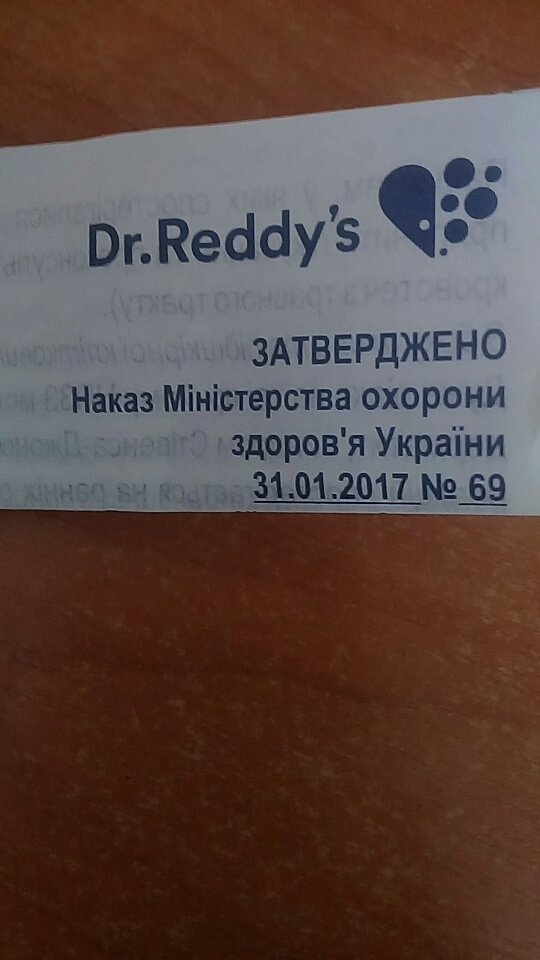 Dr.Reddy's
ЗАТВЕРДЖЕНО
Наказ Міністерства охорони
здоров'я України
31.01.2017 № 69